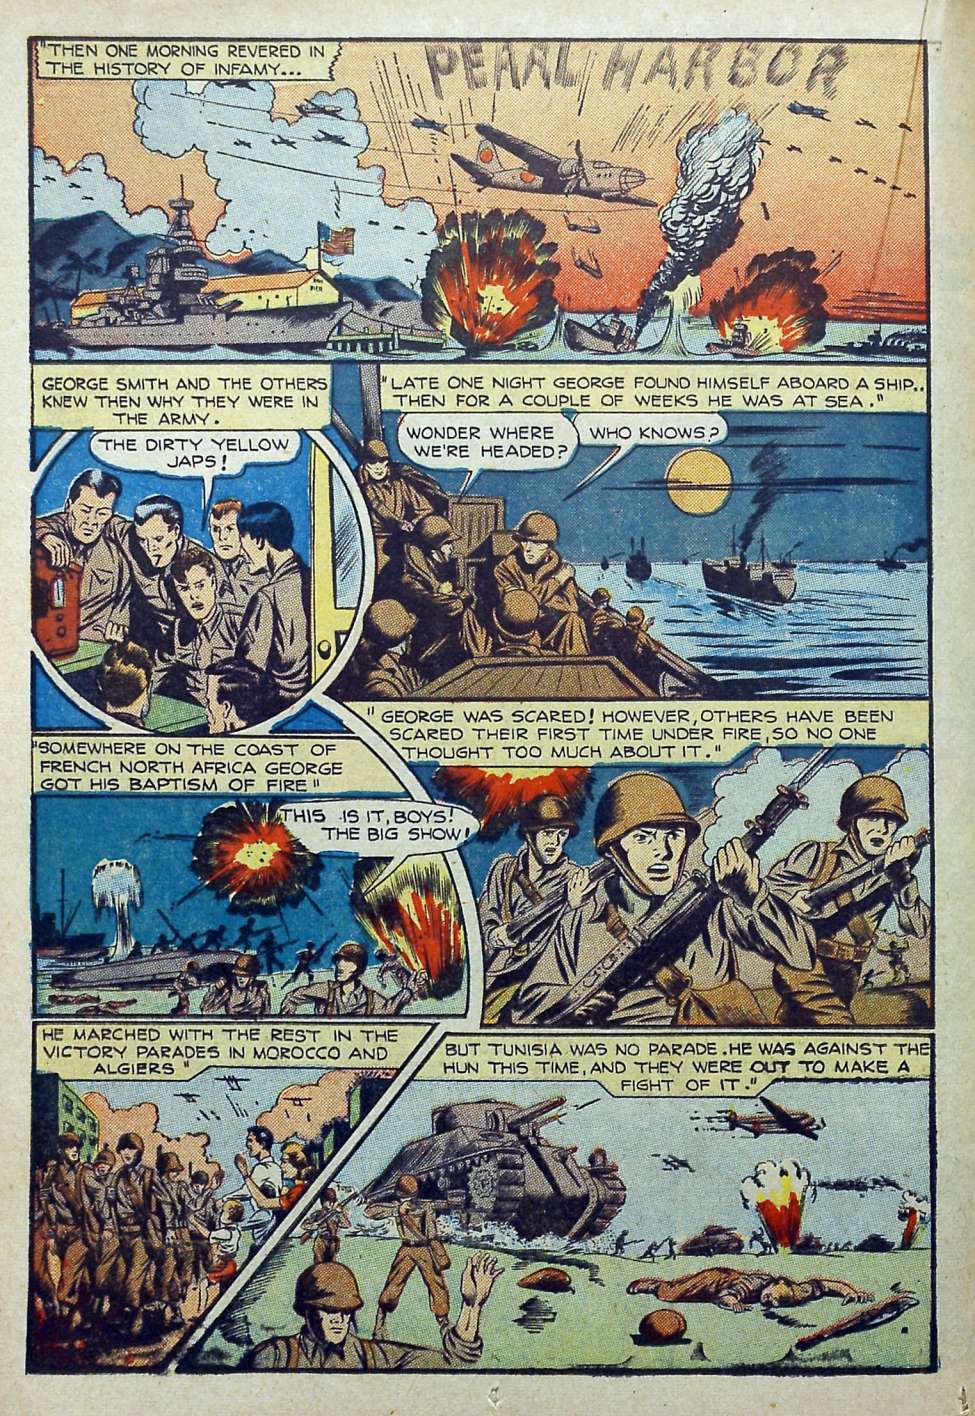 "THEN ONE MORNING REVERED IN
THE HISTORY OF INFAMY...
PEARL HARBOR
GEORGE SMITH AND THE OTHERS
KNEW THEN WHY THEY WERE IN
THE ARMY.
THE DIRTY YELLOW
JAPS!
"LATE ONE NIGHT GEORGE FOUND HIMSELF ABOARD A SHIP..
THEN FOR A COUPLE OF WEEKS HE WAS AT SEA."
WONDER WHERE
WE'RE HEADED?
WHO KNOWS?
"SOMEWHERE ON THE COAST OF
FRENCH NORTH AFRICA GEORGE
GOT HIS BAPTISM OF FIRE"
THIS IS IT, BOYS!
THE BIG SHOW!
"GEORGE WAS SCARED! HOWEVER, OTHERS HAVE BEEN
SCARED THEIR FIRST TIME UNDER FIRE, SO NO ONE
THOUGHT TOO MUCH ABOUT IT."
HE MARCHED WITH THE REST IN THE
VICTORY PARADES IN MOROCCO AND
ALGIERS"
BUT TUNISIA WAS NO PARADE. HE WAS AGAINST THE
HUN THIS TIME, AND THEY WERE OUT TO MAKE A
FIGHT OF IT."